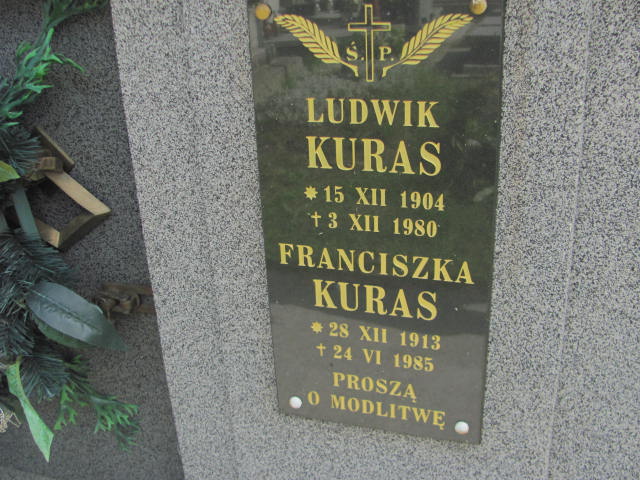 Ś. P.
LUDWIK
KURAS
* 15 XII 1904
† 3 XII 1980
FRANCISZKA
KURAS
* 28 XII 1913
† 24 VI 1985
PROSZĄ
O MODLITWĘ